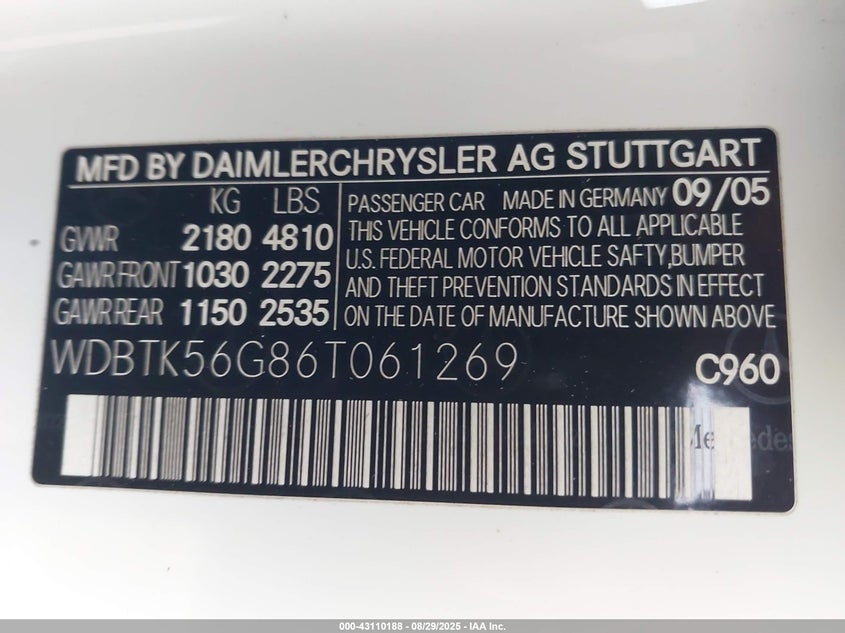 MFD BY DAIMLERCHRYSLER AG STUTTGART
KG LBS
GVWR 2180 4810
GAWR FRONT 1030 2275
GAWR REAR 1150 2535
PASSENGER CAR MADE IN GERMANY 09/05
THIS VEHICLE CONFORMS TO ALL APPLICABLE
U.S. FEDERAL MOTOR VEHICLE SAFTY,BUMPER
AND THEFT PREVENTION STANDARDS IN EFFECT
ON THE DATE OF MANUFACTURE SHOWN ABOVE
WDBTK56G86T061269 C960
000-43110188 - 08/29/2025 - IAA Inc.